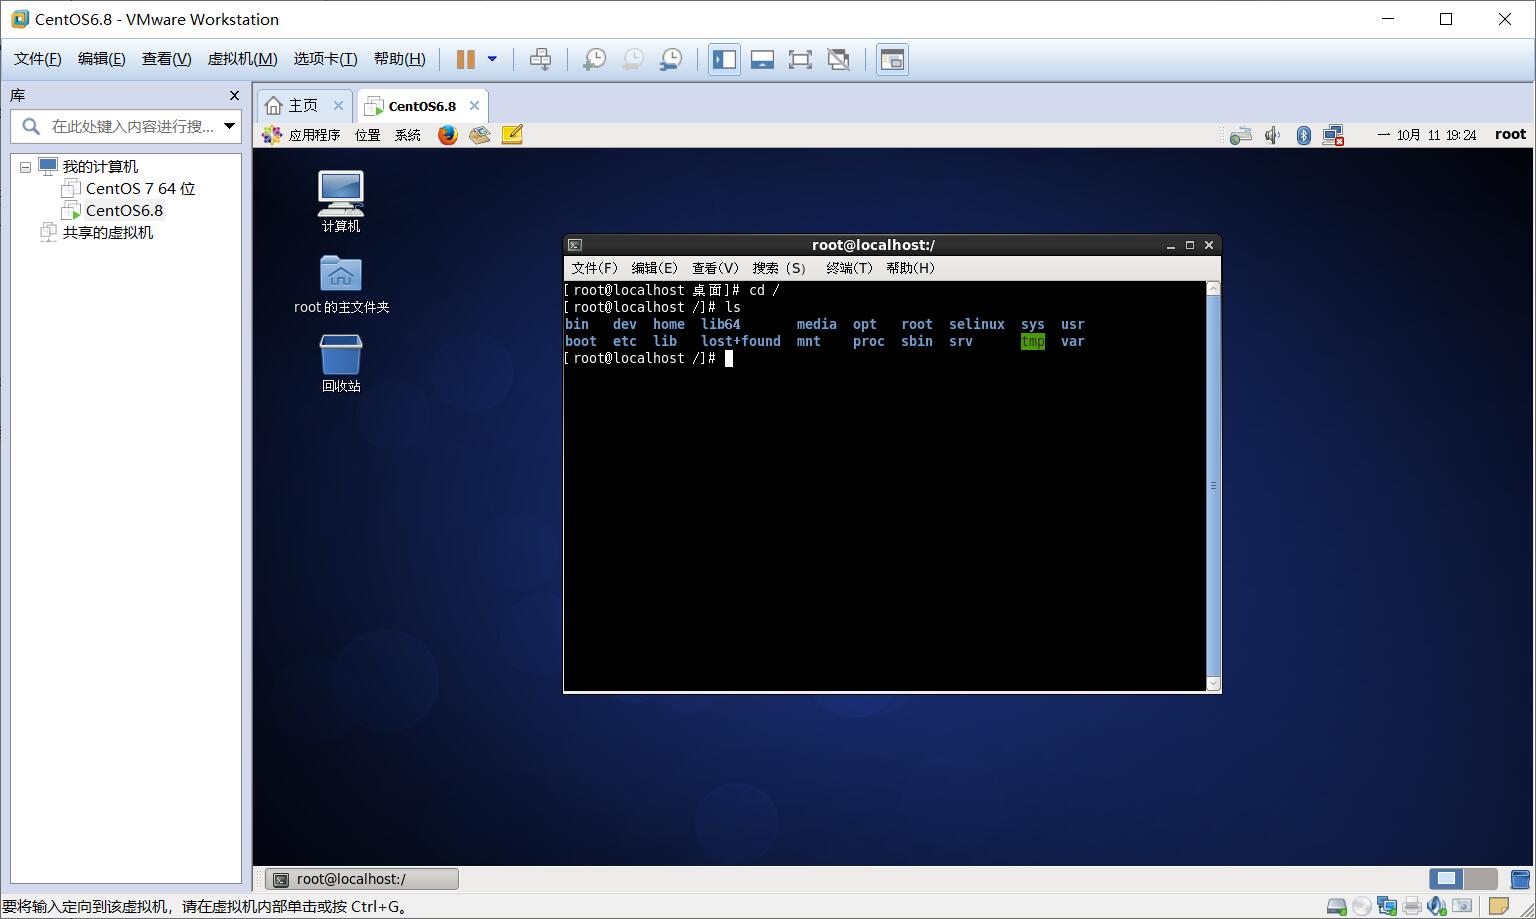 CentOS6.8 - VMware Workstation
文件(F) 编辑(E) 查看(V) 虚拟机(M) 选项卡(T) 帮助(H)
库
在此处键入内容进行搜...
我的计算机
CentOS 7 64 位
CentOS6.8
共享的虚拟机
主页
CentOS6.8
应用程序 位置 系统
一 10月 11 19:24 root
计算机
root 的主文件夹
回收站
root@localhost:/
文件(F) 编辑(E) 查看(V) 搜索 (S) 终端(T) 帮助(H)
[root@localhost 桌面]# cd /
[root@localhost /]# ls
bin dev home lib64 media opt root selinux sys usr
boot etc lib lost+found mnt proc sbin srv tmp var
[root@localhost /]#
root@localhost:/
要将输入定向到该虚拟机，请在虚拟机内部单击或按 Ctrl+G。